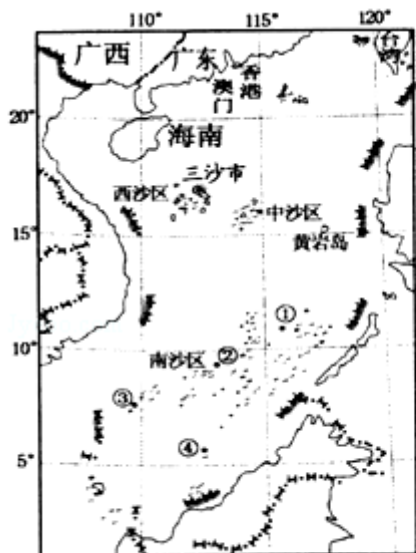 110° 115° 120°
广西 广东 香港 澳门 台湾
20°
海南
三沙市
西沙区 中沙区
15° 黄岩岛
①
10° 南沙区 ②
③
④
5°